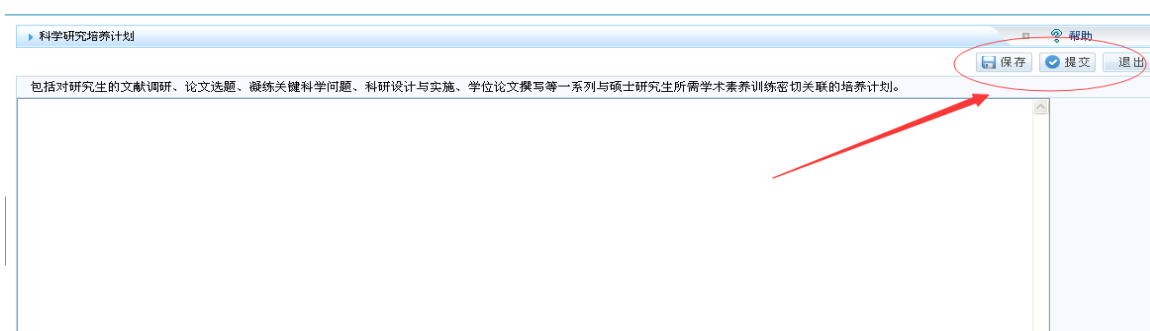 科学研究培养计划
帮助
保存 提交 退出
包括对研究生的文献调研、论文选题、凝练关键科学问题、科研设计与实施、学位论文撰写等一系列与硕士研究生所需学术素养训练密切关联的培养计划。